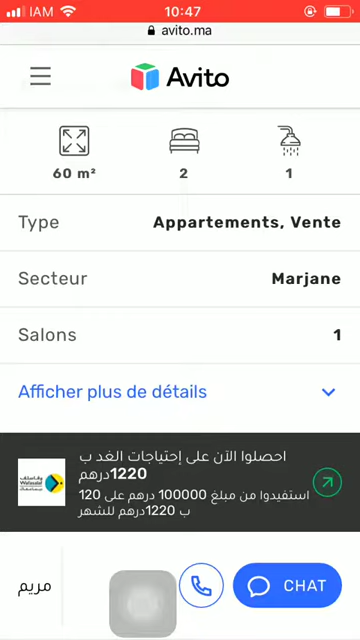 IAM 10:47
avito.ma
Avito
60 m² 2 1
Type Appartements, Vente
Secteur Marjane
Salons 1
Afficher plus de détails
احصلوا الآن على إحتياجات الغد ب
1220درهم
استفيدوا من مبلغ 100000 درهم على 120
ب 1220درهم للشهر
مريم CHAT